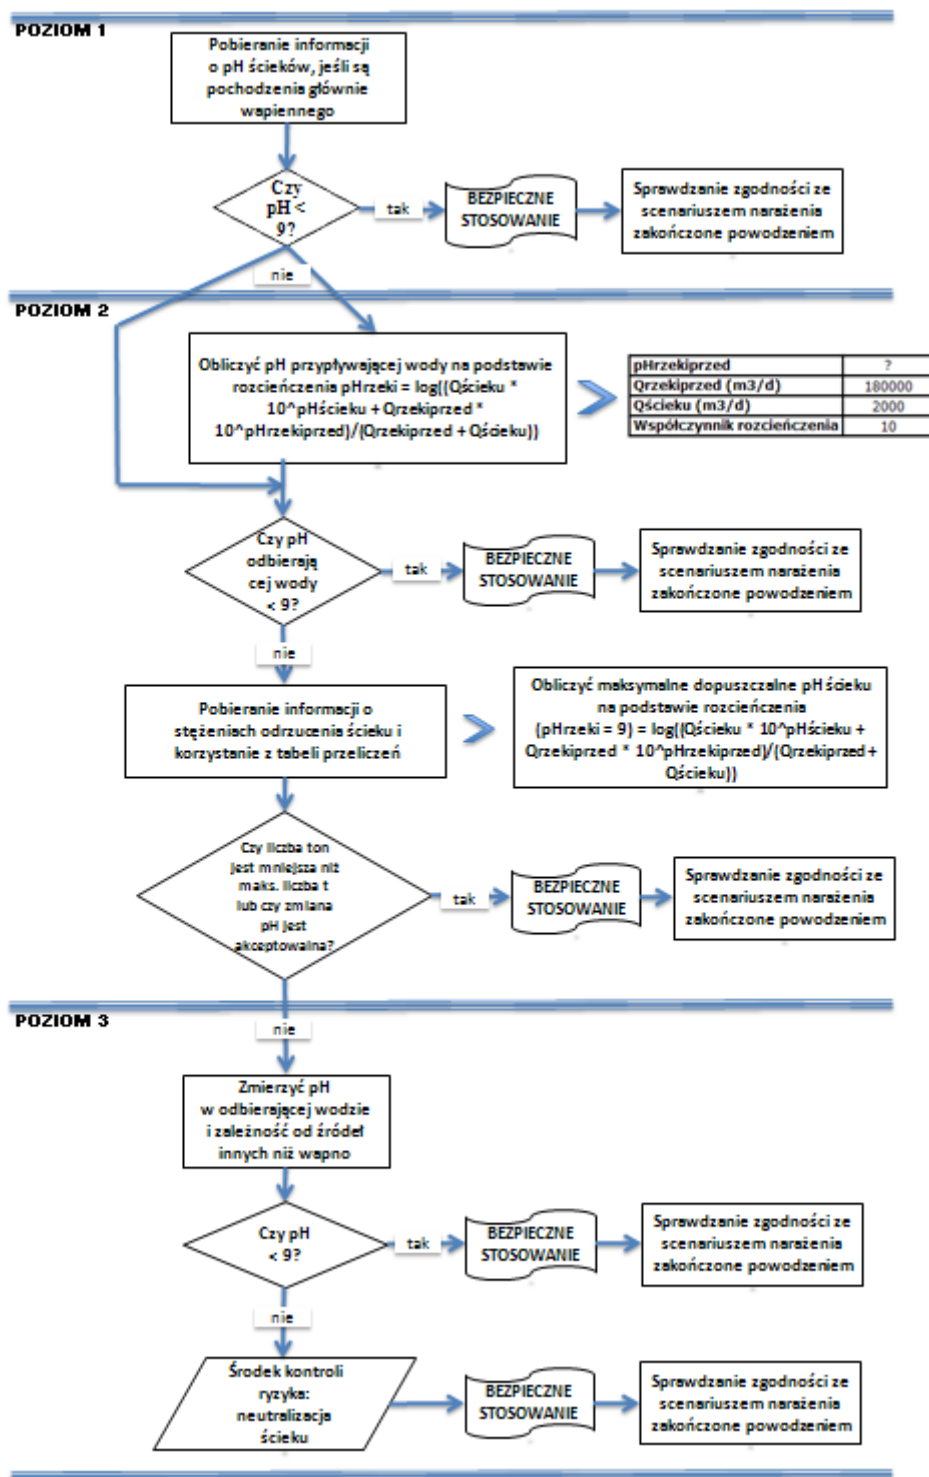 POZIOM 1
Pobieranie informacji
o pH ścieków, jeśli są
pochodzenia głównie
wapiennego
Czy
pH <
9?
tak
BEZPIECZNE
STOSOWANIE
Sprawdzanie zgodności ze
scenariuszem narażenia
zakończone powodzeniem
nie
POZIOM 2
Obliczyć pH przypływającej wody na podstawie
rozcieńczenia pHrzeki = log((Qścieku *
10^pHścieku + Qrzekiprzed *
10^pHrzekiprzed)/(Qrzekiprzed + Qścieku))
pHrzekiprzed ?
Qrzekiprzed (m3/d) 180000
Qścieku (m3/d) 2000
Współczynnik rozcieńczenia 10
Czy pH
odbierają
cej wody
< 9?
tak
BEZPIECZNE
STOSOWANIE
Sprawdzanie zgodności ze
scenariuszem narażenia
zakończone powodzeniem
nie
Pobieranie informacji o
stężeniach odrzucenia ścieku i
korzystanie z tabeli przeliczeń
Obliczyć maksymalne dopuszczalne pH ścieku
na podstawie rozcieńczenia
(pHrzeki = 9) = log((Qścieku * 10^pHścieku +
Qrzekiprzed * 10^pHrzekiprzed)/(Qrzekiprzed +
Qścieku))
Czy liczba ton
jest mniejsza niż
maks. liczba t
lub czy zmiana
pH jest
akceptowalna?
tak
BEZPIECZNE
STOSOWANIE
Sprawdzanie zgodności ze
scenariuszem narażenia
zakończone powodzeniem
POZIOM 3
nie
Zmierzyć pH
w odbierającej wodzie
i zależność od źródeł
innych niż wapno
Czy pH
< 9?
tak
BEZPIECZNE
STOSOWANIE
Sprawdzanie zgodności ze
scenariuszem narażenia
zakończone powodzeniem
nie
Środek kontroli
ryzyka:
neutralizacja
ścieku
BEZPIECZNE
STOSOWANIE
Sprawdzanie zgodności ze
scenariuszem narażenia
zakończone powodzeniem